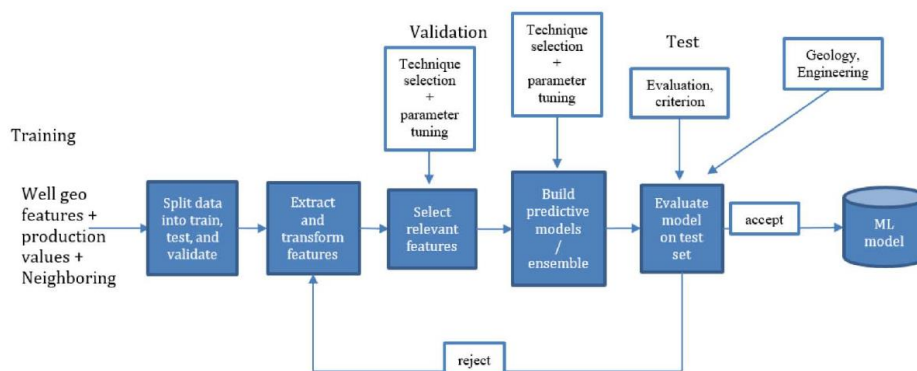 Validation
Technique
selection
+
parameter
tuning
Technique
selection
+
parameter
tuning
Test
Evaluation,
criterion
Geology,
Engineering
Training
Well geo
features +
production
values +
Neighboring
Split data
into train,
test, and
validate
Extract
and
transform
features
Select
relevant
features
Build
predictive
models
/
ensemble
Evaluate
model
on test
set
accept
ML
model
reject